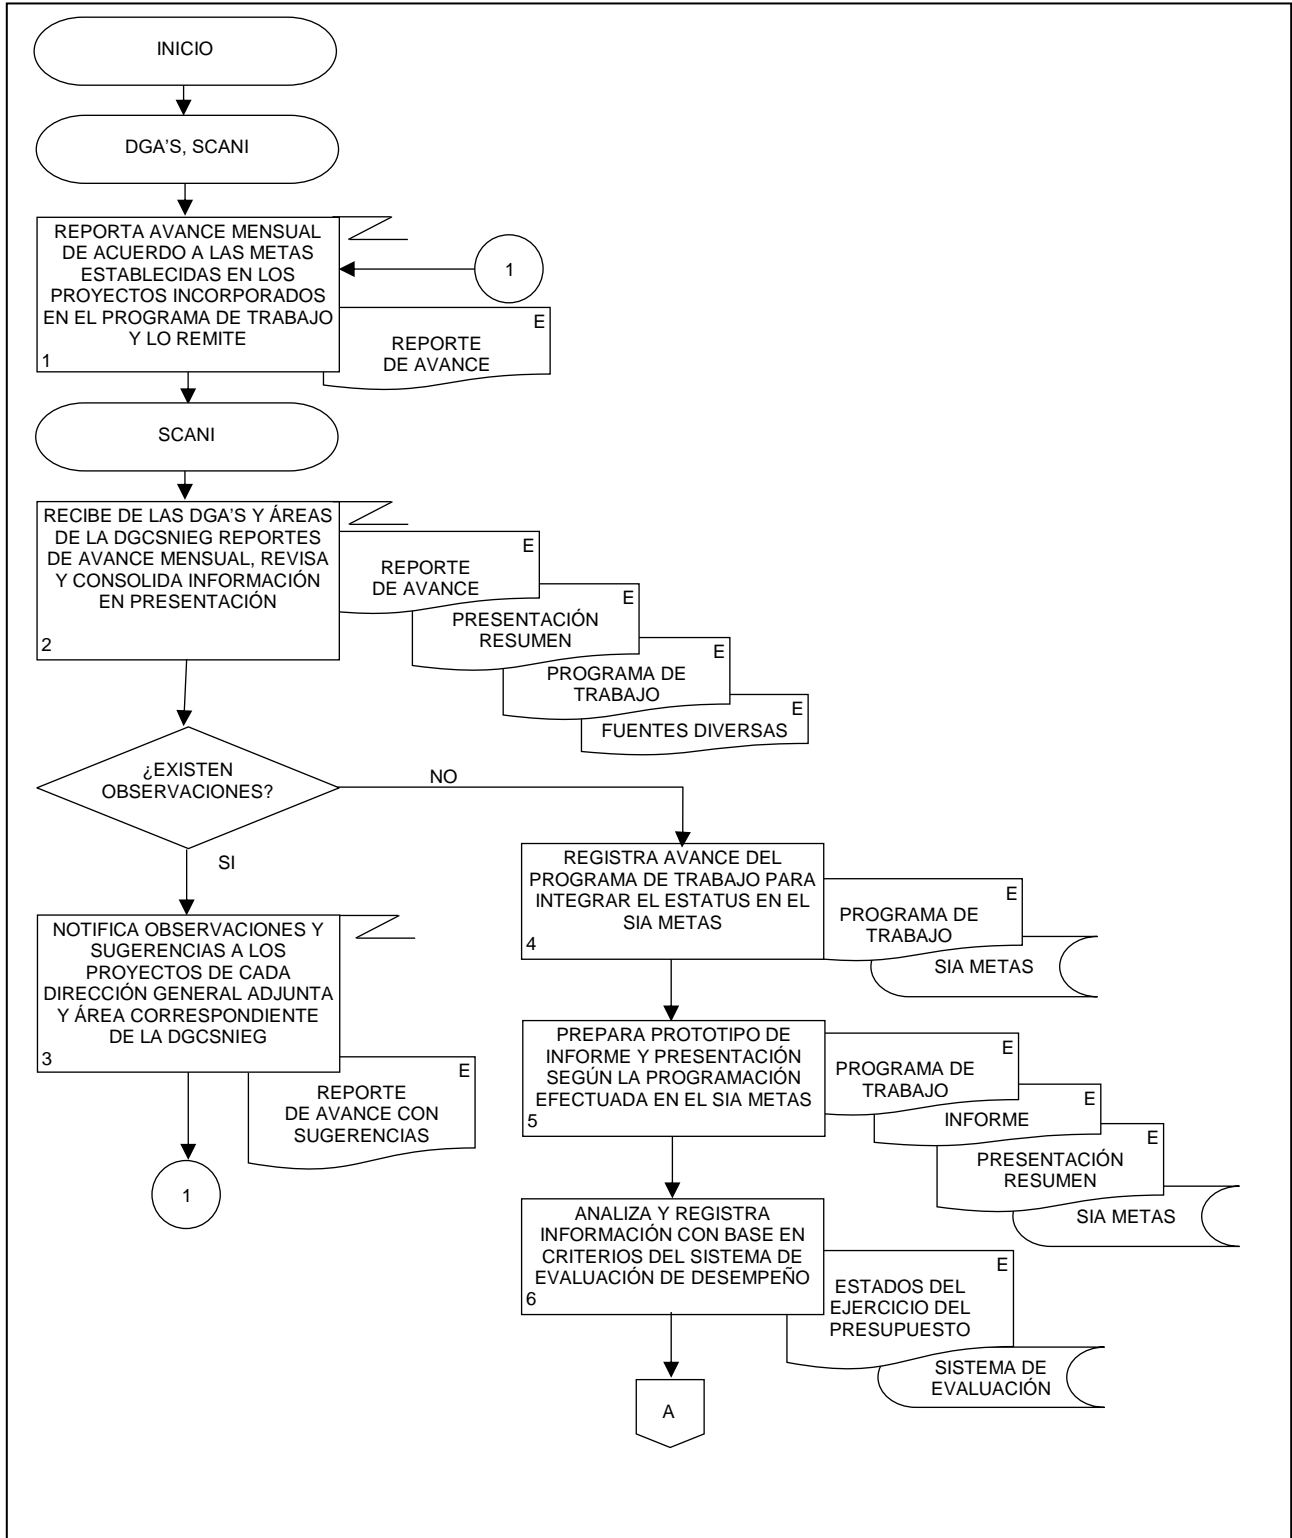 INICIO
DGA'S, SCANI
REPORTA AVANCE MENSUAL
DE ACUERDO A LAS METAS
ESTABLECIDAS EN LOS
PROYECTOS INCORPORADOS
EN EL PROGRAMA DE TRABAJO
Y LO REMITE
1
1
E
REPORTE
DE AVANCE
SCANI
RECIBE DE LAS DGA'S Y ÁREAS
DE LA DGCSNIEG REPORTES
DE AVANCE MENSUAL, REVISA
Y CONSOLIDA INFORMACIÓN
EN PRESENTACIÓN
2
E
REPORTE
DE AVANCE
E
PRESENTACIÓN
RESUMEN
E
PROGRAMA DE
TRABAJO
E
FUENTES DIVERSAS
¿EXISTEN
OBSERVACIONES?
NO
SI
NOTIFICA OBSERVACIONES Y
SUGERENCIAS A LOS
PROYECTOS DE CADA
DIRECCIÓN GENERAL ADJUNTA
Y ÁREA CORRESPONDIENTE
DE LA DGCSNIEG
3
E
REPORTE
DE AVANCE CON
SUGERENCIAS
1
REGISTRA AVANCE DEL
PROGRAMA DE TRABAJO PARA
INTEGRAR EL ESTATUS EN EL
SIA METAS
4
E
PROGRAMA DE
TRABAJO
SIA METAS
PREPARA PROTOTIPO DE
INFORME Y PRESENTACIÓN
SEGÚN LA PROGRAMACIÓN
EFECTUADA EN EL SIA METAS
5
E
PROGRAMA DE
TRABAJO
E
INFORME
E
PRESENTACIÓN
RESUMEN
SIA METAS
ANALIZA Y REGISTRA
INFORMACIÓN CON BASE EN
CRITERIOS DEL SISTEMA DE
EVALUACIÓN DE DESEMPEÑO
6
E
ESTADOS DEL
EJERCICIO DEL
PRESUPUESTO
SISTEMA DE
EVALUACIÓN
A